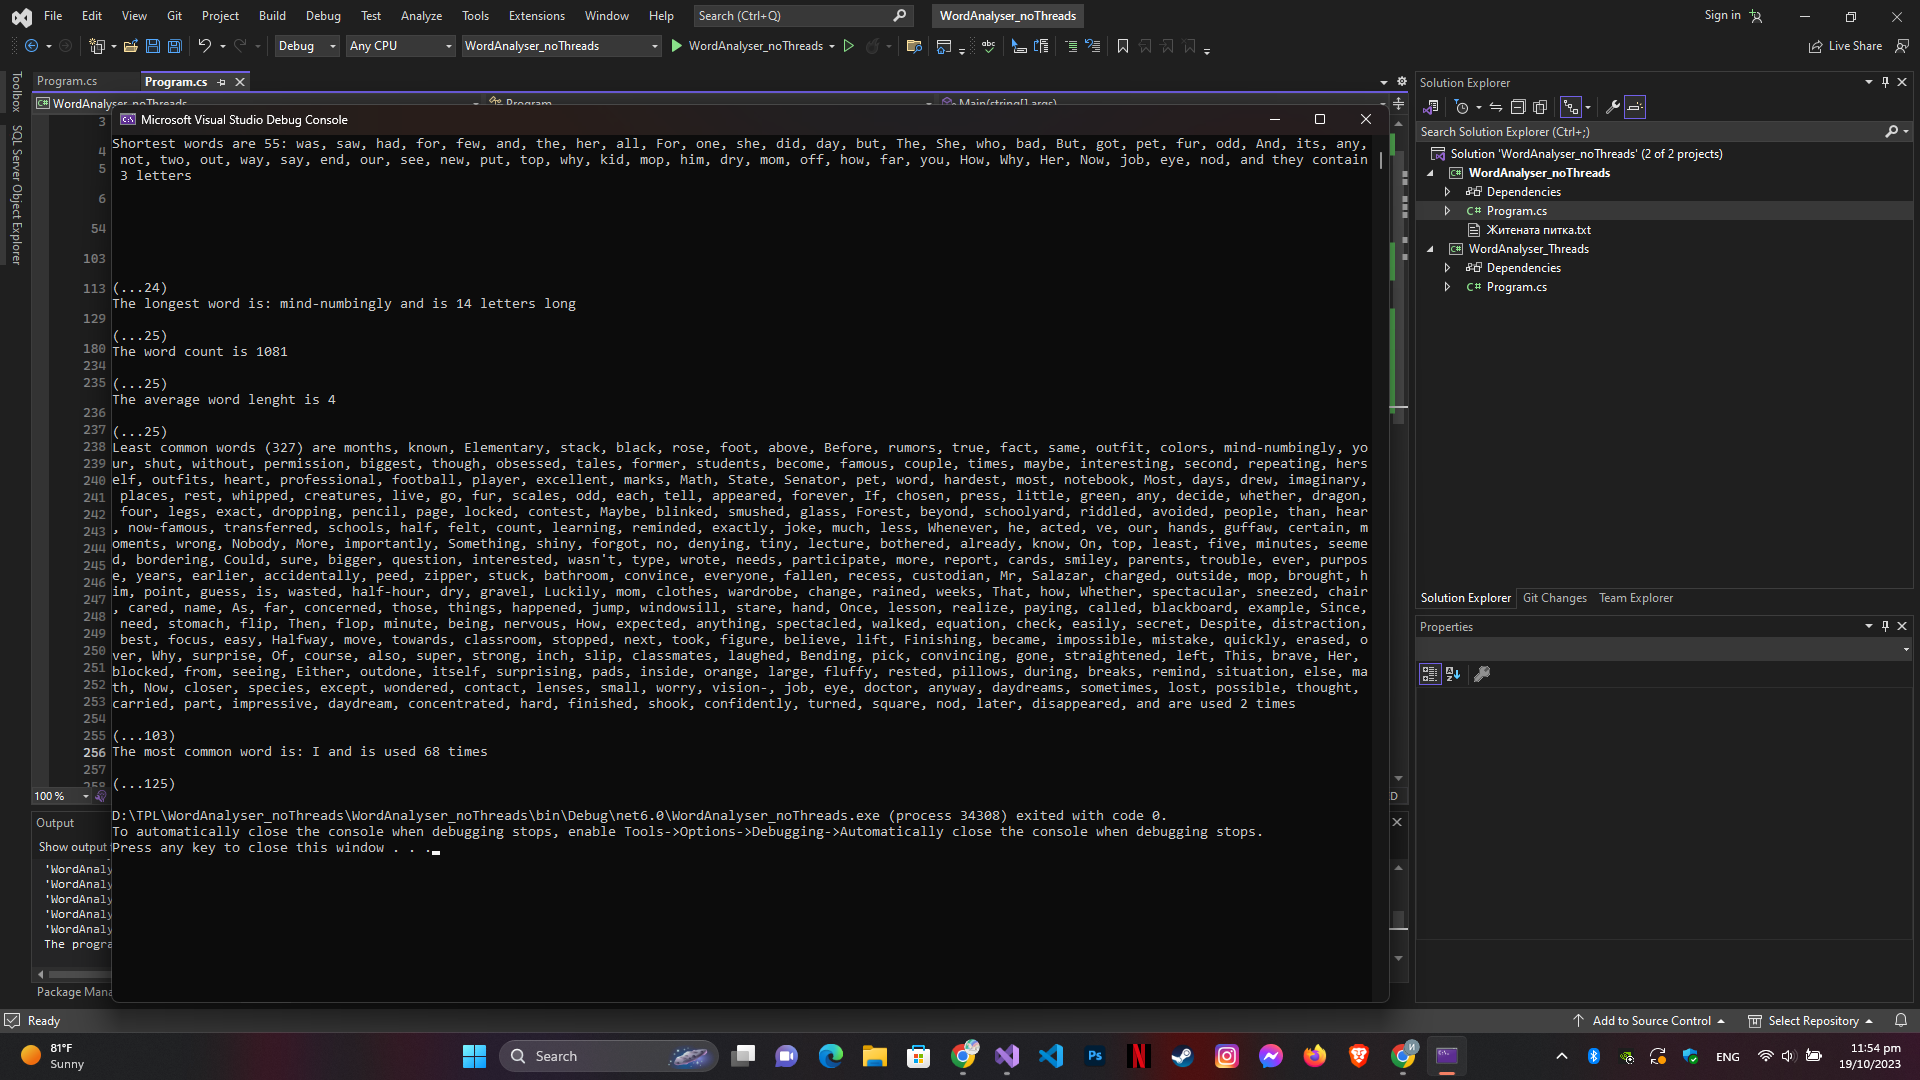 File Edit View Git Project Build Debug Test Analyze Tools Extensions Window Help Search (Ctrl+Q) WordAnalyser_noThreads Sign in
Debug Any CPU WordAnalyser_noThreads WordAnalyser_noThreads Live Share
Toolbox
SQL Server Object Explorer
Program.cs Program.cs
WordAnalyser_noThreads Program Main(string[] args)
Microsoft Visual Studio Debug Console
Shortest words are 55: was, saw, had, for, few, and, the, her, all, For, one, she, did, day, but, The, She, who, bad, But, got, pet, fur, odd, And, its, any,
not, two, out, way, say, end, our, see, new, put, top, why, kid, mop, him, dry, mom, off, how, far, you, How, Why, Her, Now, job, eye, nod, and they contain
3 letters
(...24)
The longest word is: mind-numbingly and is 14 letters long
(...25)
The word count is 1081
(...25)
The average word lenght is 4
(...25)
Least common words (327) are months, known, Elementary, stack, black, rose, foot, above, Before, rumors, true, fact, same, outfit, colors, mind-numbingly, yo
ur, shut, without, permission, biggest, though, obsessed, tales, former, students, become, famous, couple, times, maybe, interesting, second, repeating, hers
elf, outfits, heart, professional, football, player, excellent, marks, Math, State, Senator, pet, word, hardest, most, notebook, Most, days, drew, imaginary,
places, rest, whipped, creatures, live, go, fur, scales, odd, each, tell, appeared, forever, If, chosen, press, little, green, any, decide, whether, dragon,
four, legs, exact, dropping, pencil, page, locked, contest, Maybe, blinked, smushed, glass, Forest, beyond, schoolyard, riddled, avoided, people, than, hear
, now-famous, transferred, schools, half, felt, count, learning, reminded, exactly, joke, much, less, Whenever, he, acted, ve, our, hands, guffaw, certain, m
oments, wrong, Nobody, More, importantly, Something, shiny, forgot, no, denying, tiny, lecture, bothered, already, know, On, top, least, five, minutes, seeme
d, bordering, Could, sure, bigger, question, interested, wasn't, type, wrote, needs, participate, more, report, cards, smiley, parents, trouble, ever, purpos
e, years, earlier, accidentally, peed, zipper, stuck, bathroom, convince, everyone, fallen, recess, custodian, Mr, Salazar, charged, outside, mop, brought, h
im, point, guess, is, wasted, half-hour, dry, gravel, Luckily, mom, clothes, wardrobe, change, rained, weeks, That, how, Whether, spectacular, sneezed, chair
, cared, name, As, far, concerned, those, things, happened, jump, windowsill, stare, hand, Once, lesson, realize, paying, called, blackboard, example, Since,
need, stomach, flip, Then, flop, minute, being, nervous, How, expected, anything, spectacled, walked, equation, check, easily, secret, Despite, distraction,
best, focus, easy, Halfway, move, towards, classroom, stopped, next, took, figure, believe, lift, Finishing, became, impossible, mistake, quickly, erased, o
ver, Why, surprise, Of, course, also, super, strong, inch, slip, classmates, laughed, Bending, pick, convincing, gone, straightened, left, This, brave, Her,
blocked, from, seeing, Either, outdone, itself, surprising, pads, inside, orange, large, fluffy, rested, pillows, during, breaks, remind, situation, else, ma
th, Now, closer, species, except, wondered, contact, lenses, small, worry, vision-, job, eye, doctor, anyway, daydreams, sometimes, lost, possible, thought,
carried, part, impressive, daydream, concentrated, hard, finished, shook, confidently, turned, square, nod, later, disappeared, and are used 2 times
(...103)
The most common word is: I and is used 68 times
(...125)
D:\TPL\WordAnalyser_noThreads\WordAnalyser_noThreads\bin\Debug\net6.0\WordAnalyser_noThreads.exe (process 34308) exited with code 0.
To automatically close the console when debugging stops, enable Tools->Options->Debugging->Automatically close the console when debugging stops.
Press any key to close this window . . .
3
4
5
6
54
103
113
129
180
234
235
236
237
238
239
240
241
242
243
244
245
246
247
248
249
250
251
252
253
254
255
256
257
258
100 %
Output
Show output
'WordAnaly
'WordAnaly
'WordAnaly
'WordAnaly
'WordAnaly
The progra
Package Mana
Solution Explorer
Search Solution Explorer (Ctrl+;)
Solution 'WordAnalyser_noThreads' (2 of 2 projects)
WordAnalyser_noThreads
Dependencies
C# Program.cs
Житената питка.txt
WordAnalyser_Threads
Dependencies
C# Program.cs
Solution Explorer Git Changes Team Explorer
Properties
Ready Add to Source Control Select Repository
81°F
Sunny
Search
Ps
ENG
11:54 pm
19/10/2023